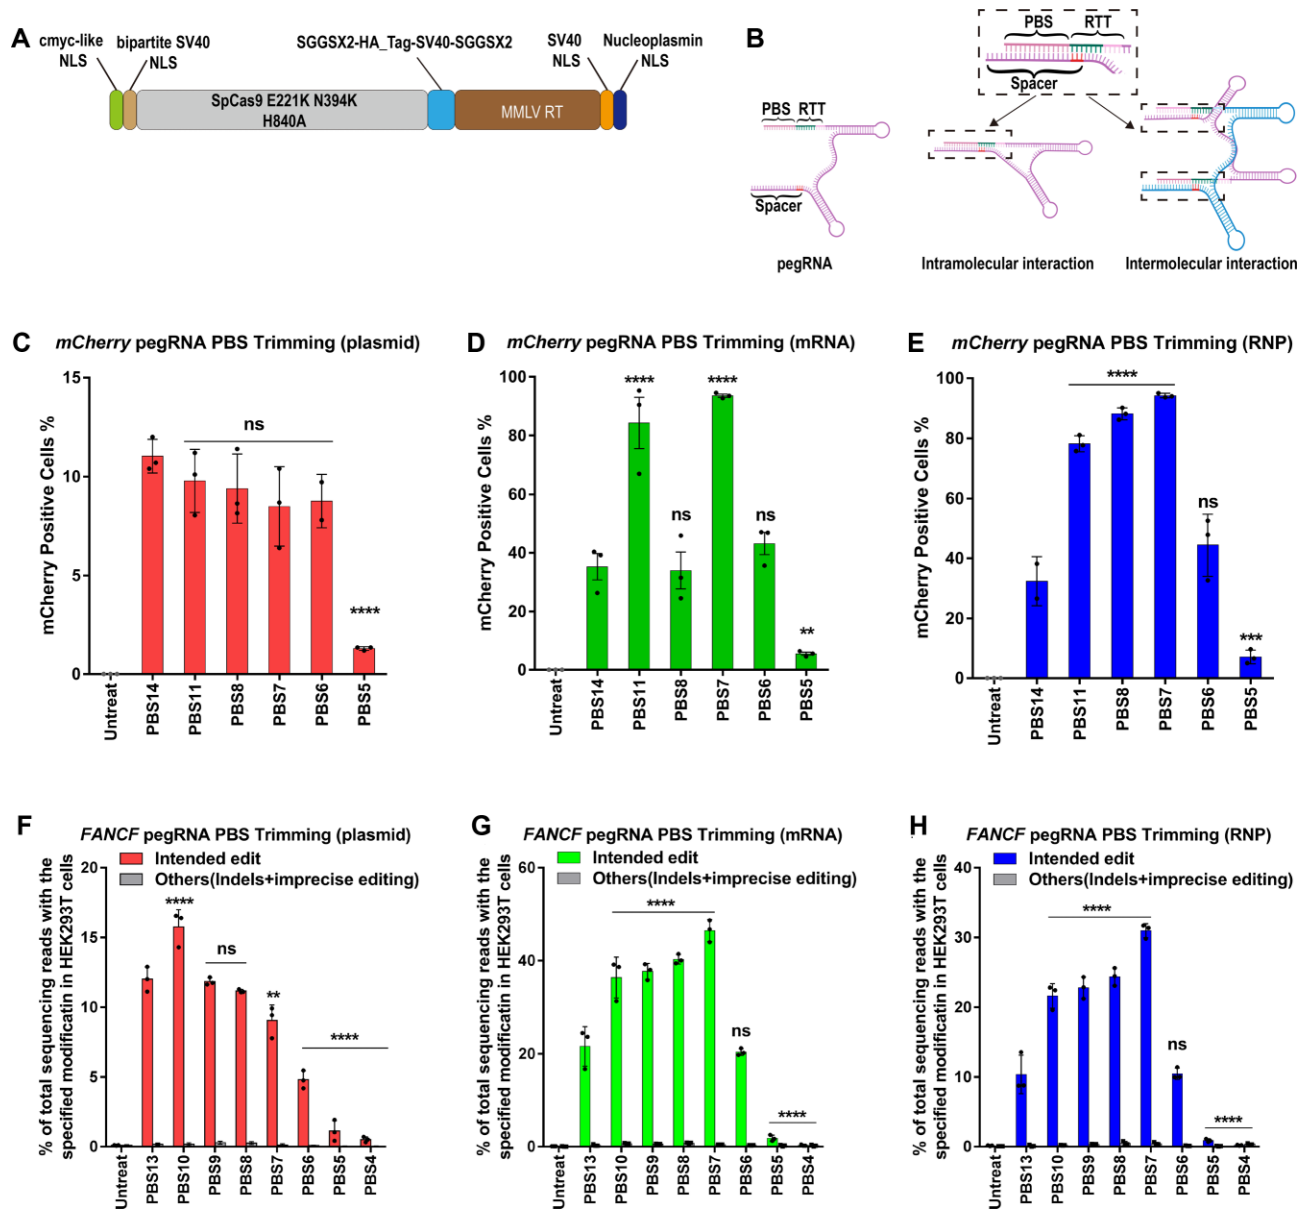 A
cmyc-like
NLS
bipartite SV40
NLS
SGGSX2-HA_Tag-SV40-SGGSX2
SV40
NLS
Nucleoplasmin
NLS
SpCas9 E221K N394K
H840A
MMLV RT
B
PBS RTT
Spacer
PBS RTT
Spacer
pegRNA
Intramolecular interaction
Intermolecular interaction
C
mCherry pegRNA PBS Trimming (plasmid)
mCherry Positive Cells %
15
10
5
0
ns
****
Untreat
PBS14
PBS11
PBS8
PBS7
PBS6
PBS5
D
mCherry pegRNA PBS Trimming (mRNA)
mCherry Positive Cells %
100
80
60
40
20
0
****
ns
****
ns
**
Untreat
PBS14
PBS11
PBS8
PBS7
PBS6
PBS5
E
mCherry pegRNA PBS Trimming (RNP)
mCherry Positive Cells %
100
80
60
40
20
0
****
ns
***
Untreat
PBS14
PBS11
PBS8
PBS7
PBS6
PBS5
F
FANCF pegRNA PBS Trimming (plasmid)
% of total sequencing reads with the
specified modificatin in HEK293T cells
Intended edit
Others(Indels+imprecise editing)
20
15
10
5
0
****
ns
**
****
Untreat
PBS13
PBS10
PBS9
PBS8
PBS7
PBS6
PBS5
PBS4
G
FANCF pegRNA PBS Trimming (mRNA)
% of total sequencing reads with the
specified modificatin in HEK293T cells
Intended edit
Others(Indels+imprecise editing)
60
40
20
0
****
ns
****
Untreat
PBS13
PBS10
PBS9
PBS8
PBS7
PBS6
PBS5
PBS4
H
FANCF pegRNA PBS Trimming (RNP)
% of total sequencing reads with the
specified modificatin in HEK293T cells
Intended edit
Others(Indels+imprecise editing)
40
30
20
10
0
****
ns
****
Untreat
PBS13
PBS10
PBS9
PBS8
PBS7
PBS6
PBS5
PBS4